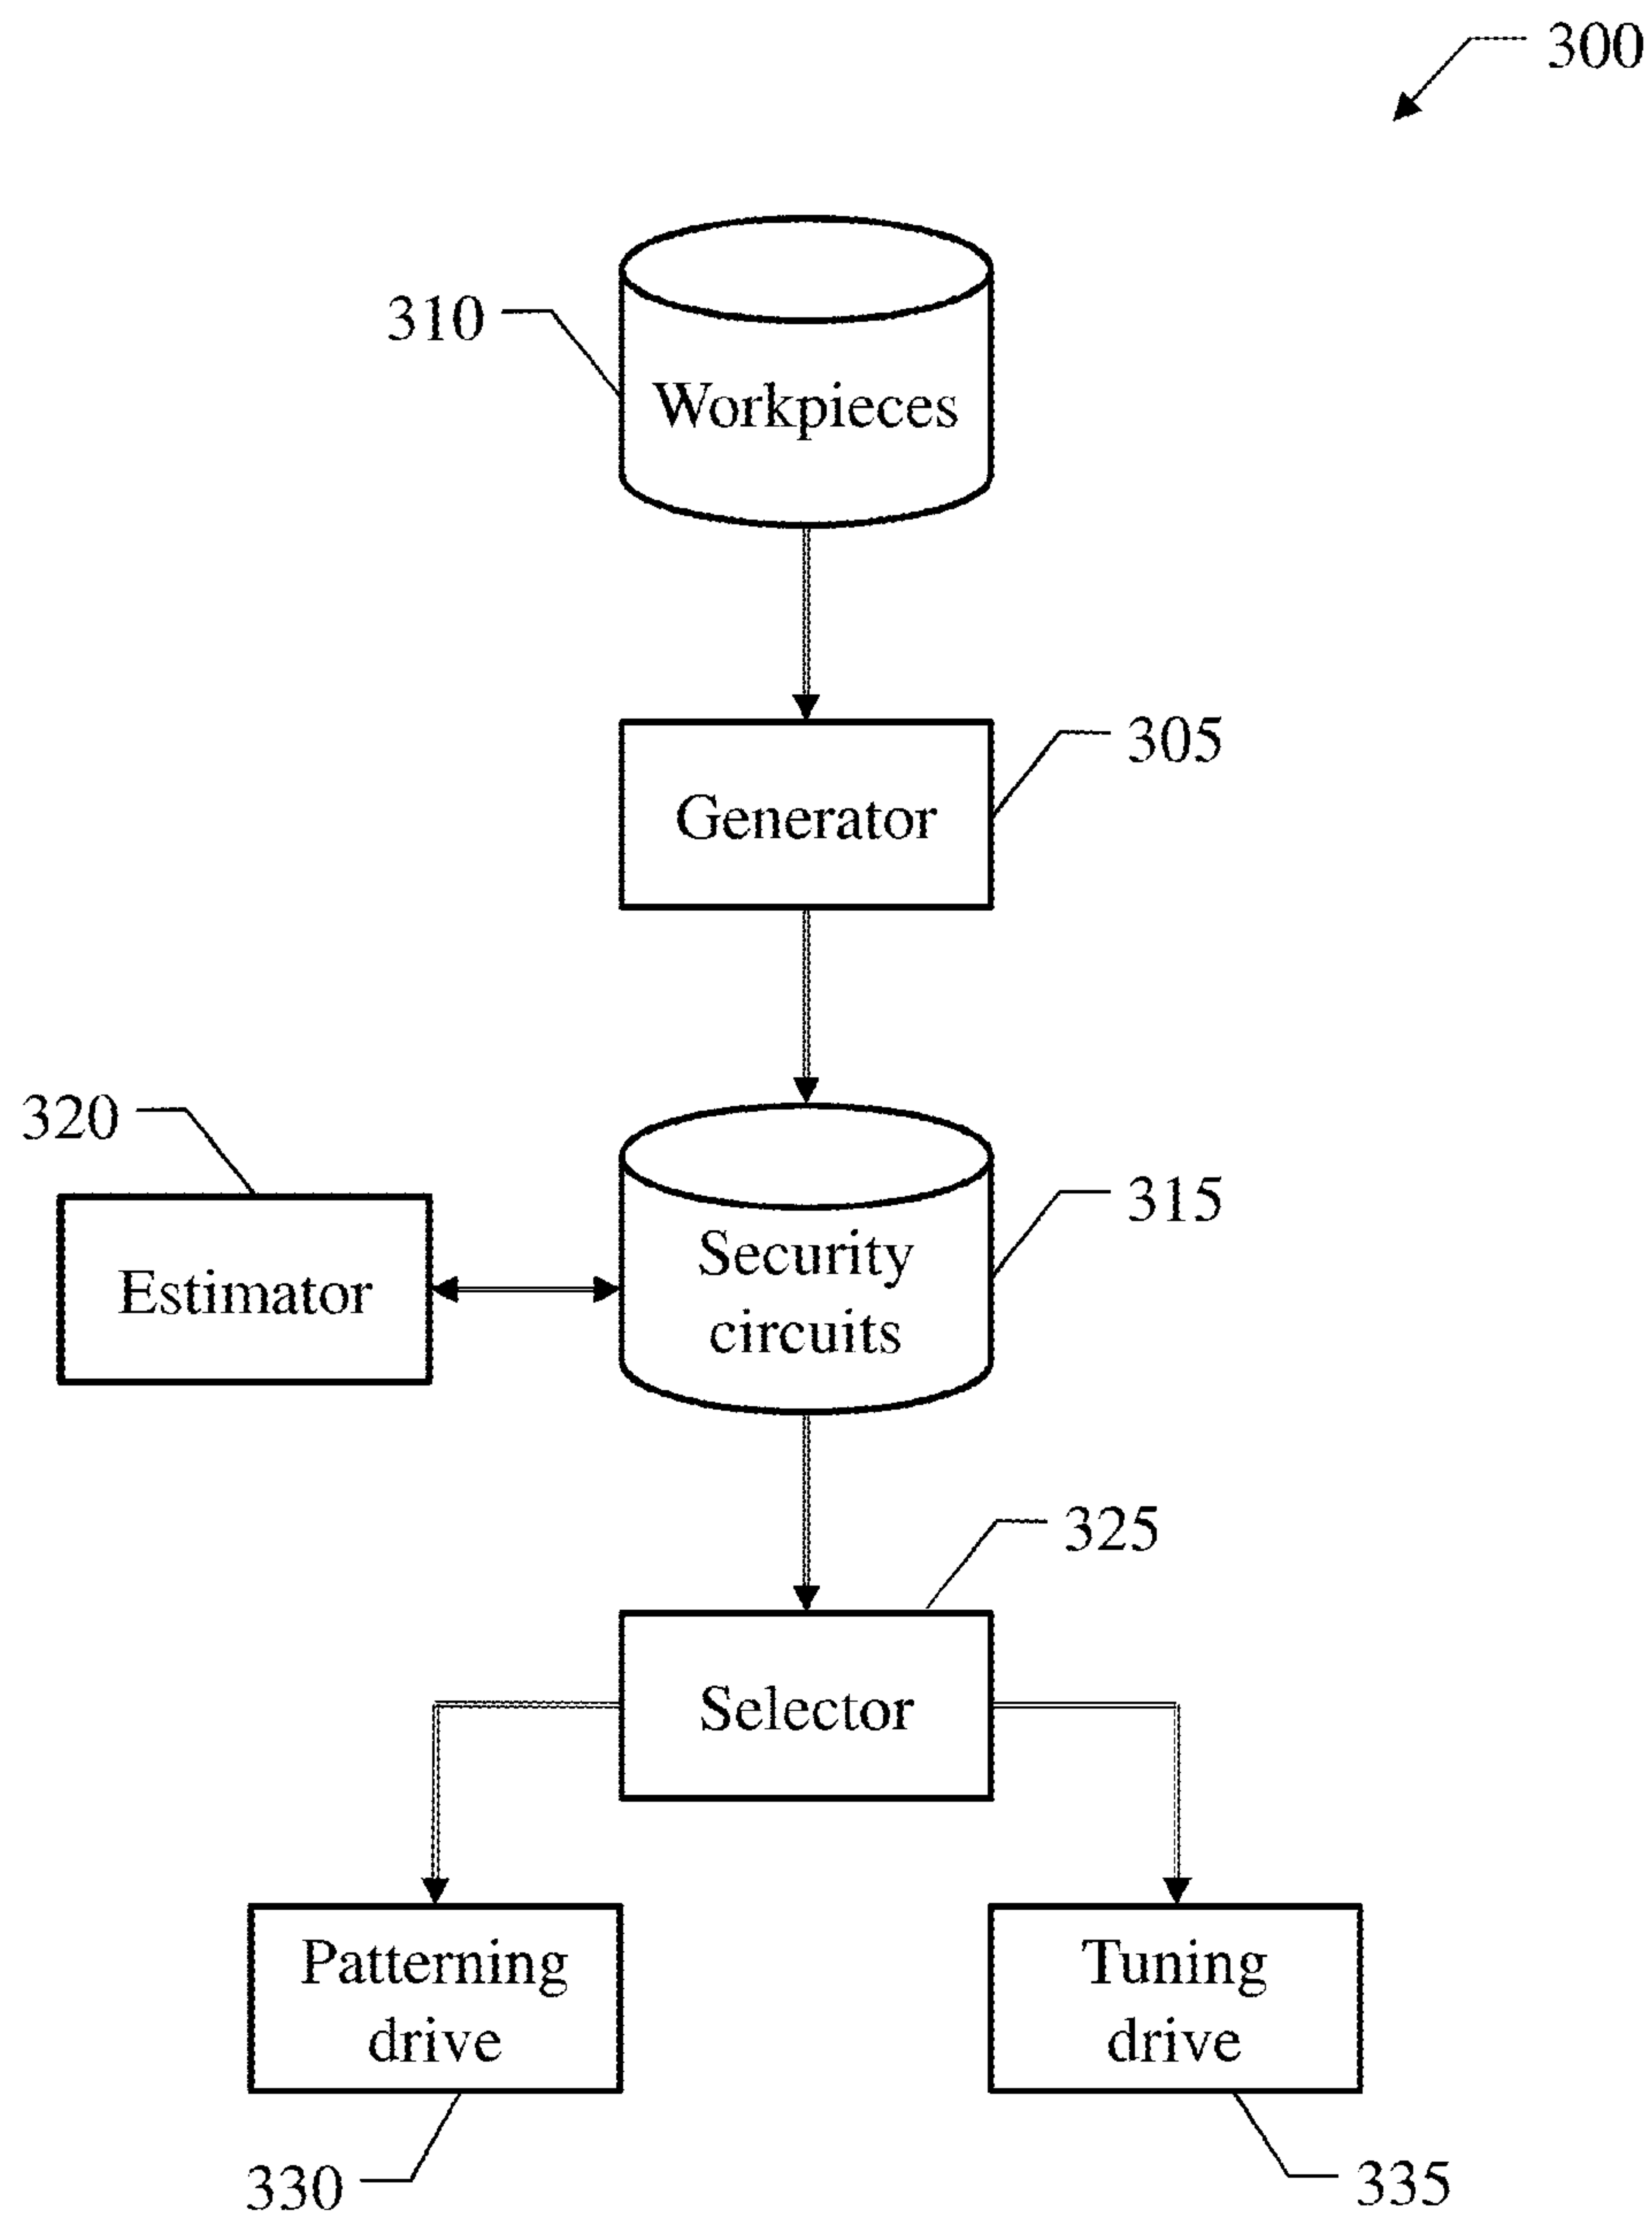 300
310
Workpieces
305
Generator
320
315
Security
circuits
Estimator
325
Selector
Patterning
drive
Tuning
drive
330
335